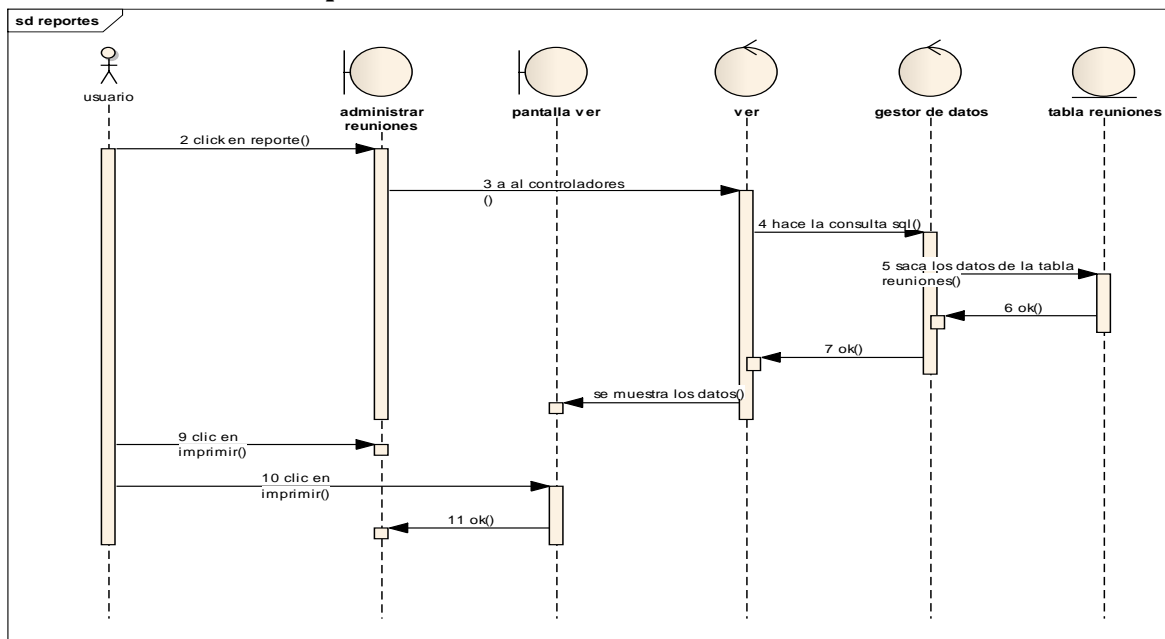 sd reportes
usuario
administrar
reuniones
pantalla ver
ver
gestor de datos
tabla reuniones
2 click en reporte()
3 a al controladores
()
4 hace la consulta sql()
5 saca los datos de la tabla
reuniones()
6 ok()
7 ok()
se muestra los datos()
9 clic en
imprimir()
10 clic en
imprimir()
11 ok()